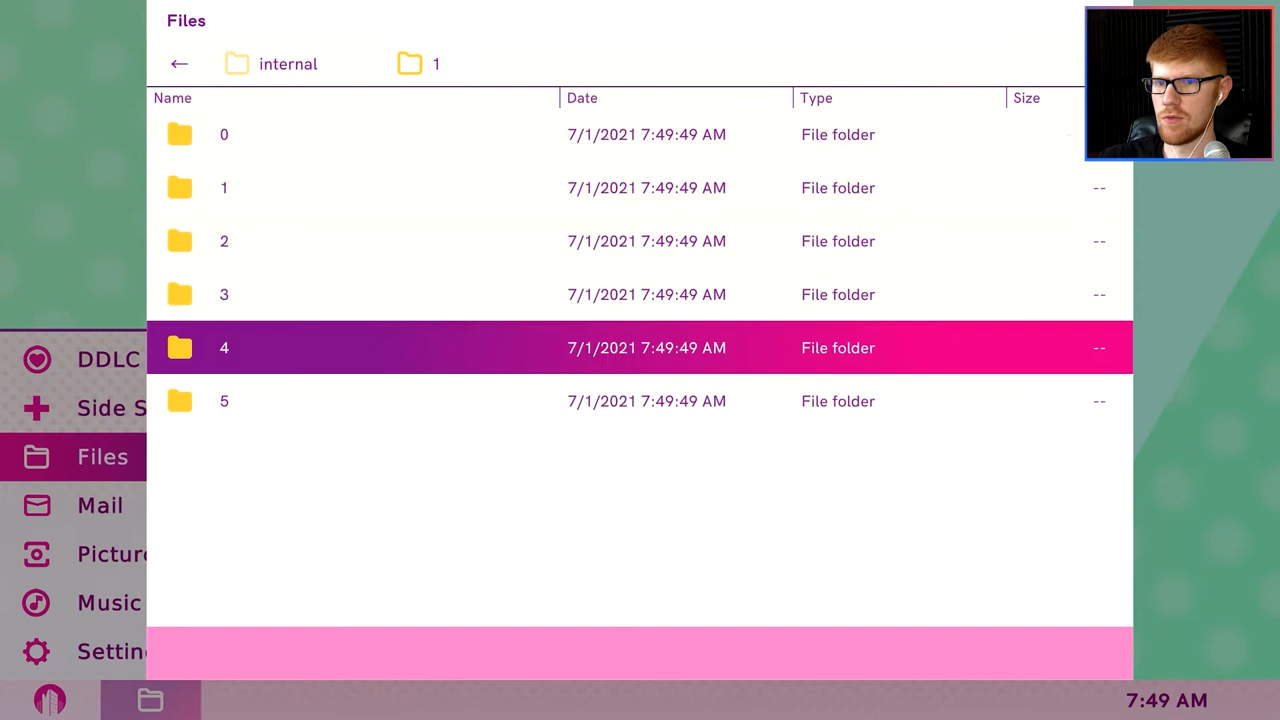 Files
← internal 1
Name Date Type Size
0 7/1/2021 7:49:49 AM File folder
1 7/1/2021 7:49:49 AM File folder --
2 7/1/2021 7:49:49 AM File folder --
3 7/1/2021 7:49:49 AM File folder --
4 7/1/2021 7:49:49 AM File folder --
5 7/1/2021 7:49:49 AM File folder --
DDLC
Side S
Files
Mail
Pictur
Music
Settin
7:49 AM